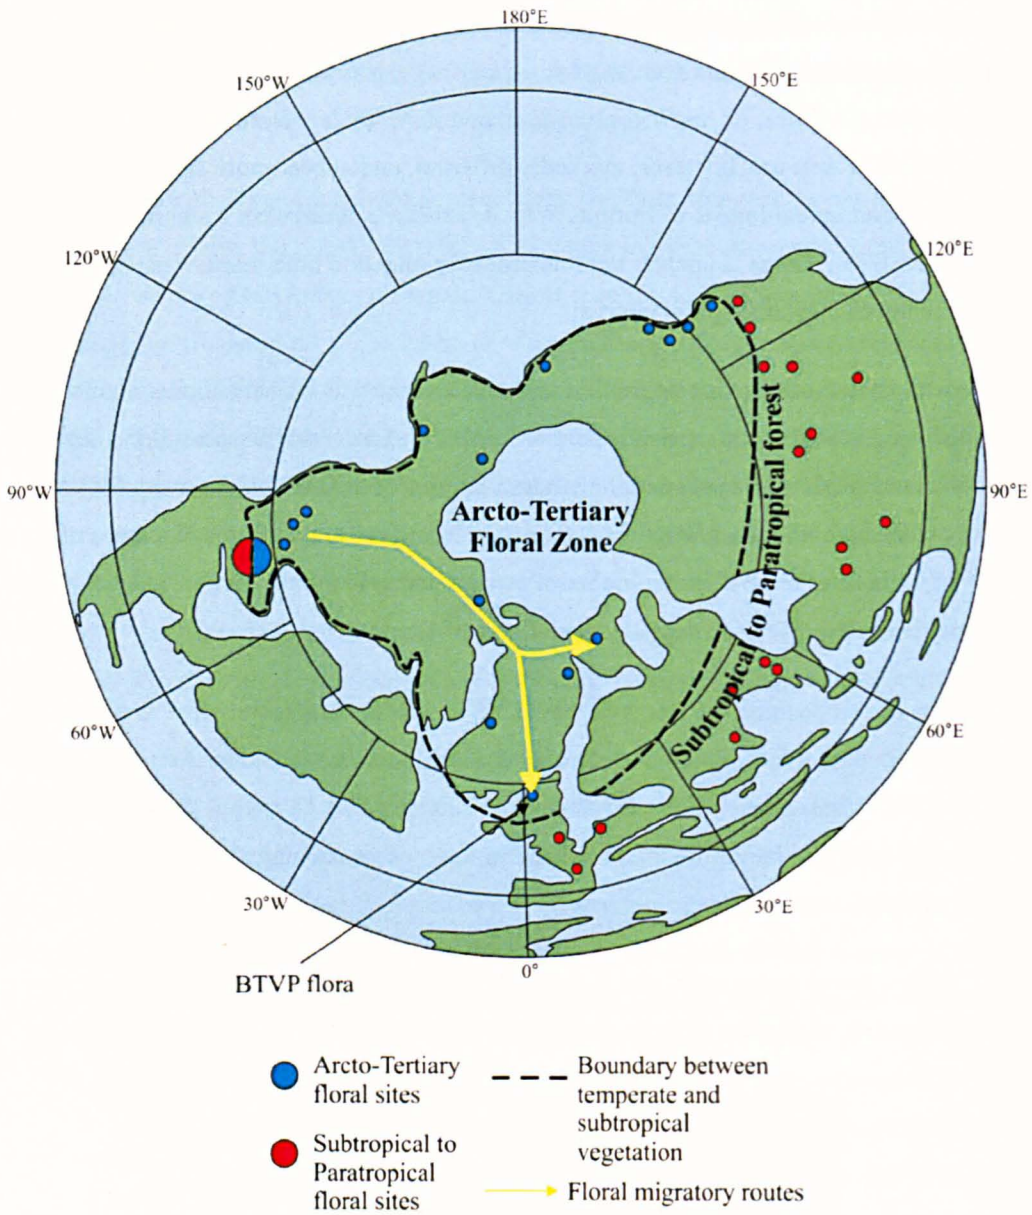 180°E
150°W
150°E
120°W
120°E
90°W
90°E
Arcto-Tertiary
Floral Zone
Subtropical to Paratropical forest
60°W
60°E
30°W
30°E
0°
BTVP flora
Arcto-Tertiary
floral sites
Boundary between
temperate and
subtropical
vegetation
Subtropical to
Paratropical
floral sites
Floral migratory routes